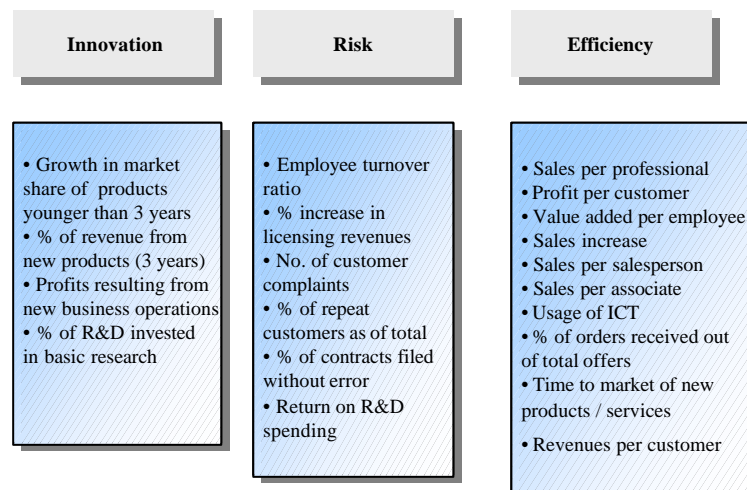 Innovation
Risk
Efficiency
• Growth in market
share of products
younger than 3 years
• % of revenue from
new products (3 years)
• Profits resulting from
new business operations
• % of R&D invested
in basic research
• Employee turnover
ratio
• % increase in
licensing revenues
• No. of customer
complaints
• % of repeat
customers as of total
• % of contracts filed
without error
• Return on R&D
spending
• Sales per professional
• Profit per customer
• Value added per employee
• Sales increase
• Sales per salesperson
• Sales per associate
• Usage of ICT
• % of orders received out
of total offers
• Time to market of new
products / services
• Revenues per customer